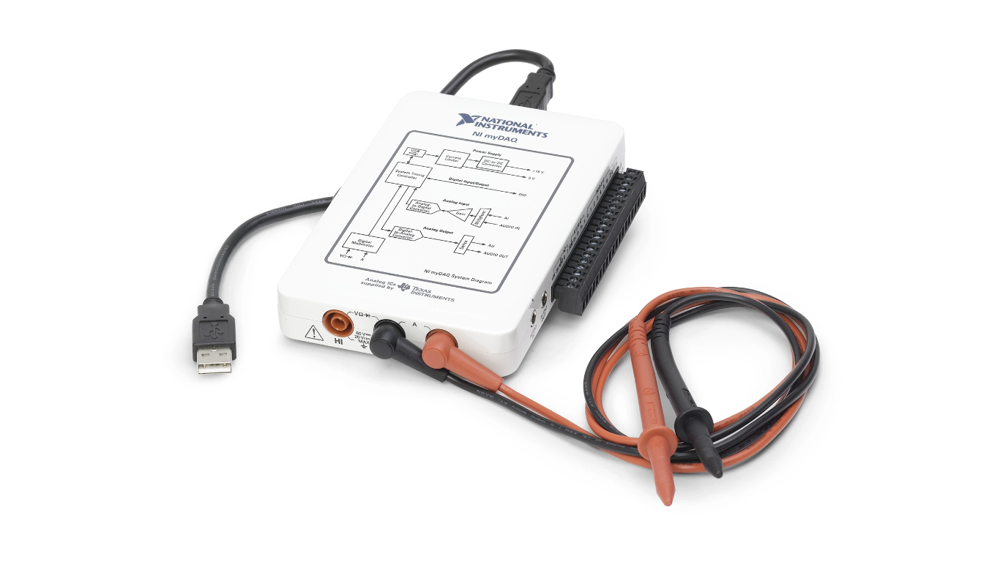 NATIONAL
INSTRUMENTS
NI myDAQ
Power Supply
USB
Current
Limiter
DC-to-DC
Converter
+15 V
5 V
System Timing
Controller
Digital Input/Output
DIO
Analog Input
Analog-
to-Digital
Converter
Gain
Multiplexer
AI
AUDIO IN
Analog Output
Digital-
to-Analog
Converter
Switch
AO
AUDIO OUT
Digital
Multimeter
VΩ
A
NI myDAQ System Diagram
Analog ICs
supplied by
TEXAS
INSTRUMENTS
VΩ
A
60 V
20 Vrms
MAX
HI